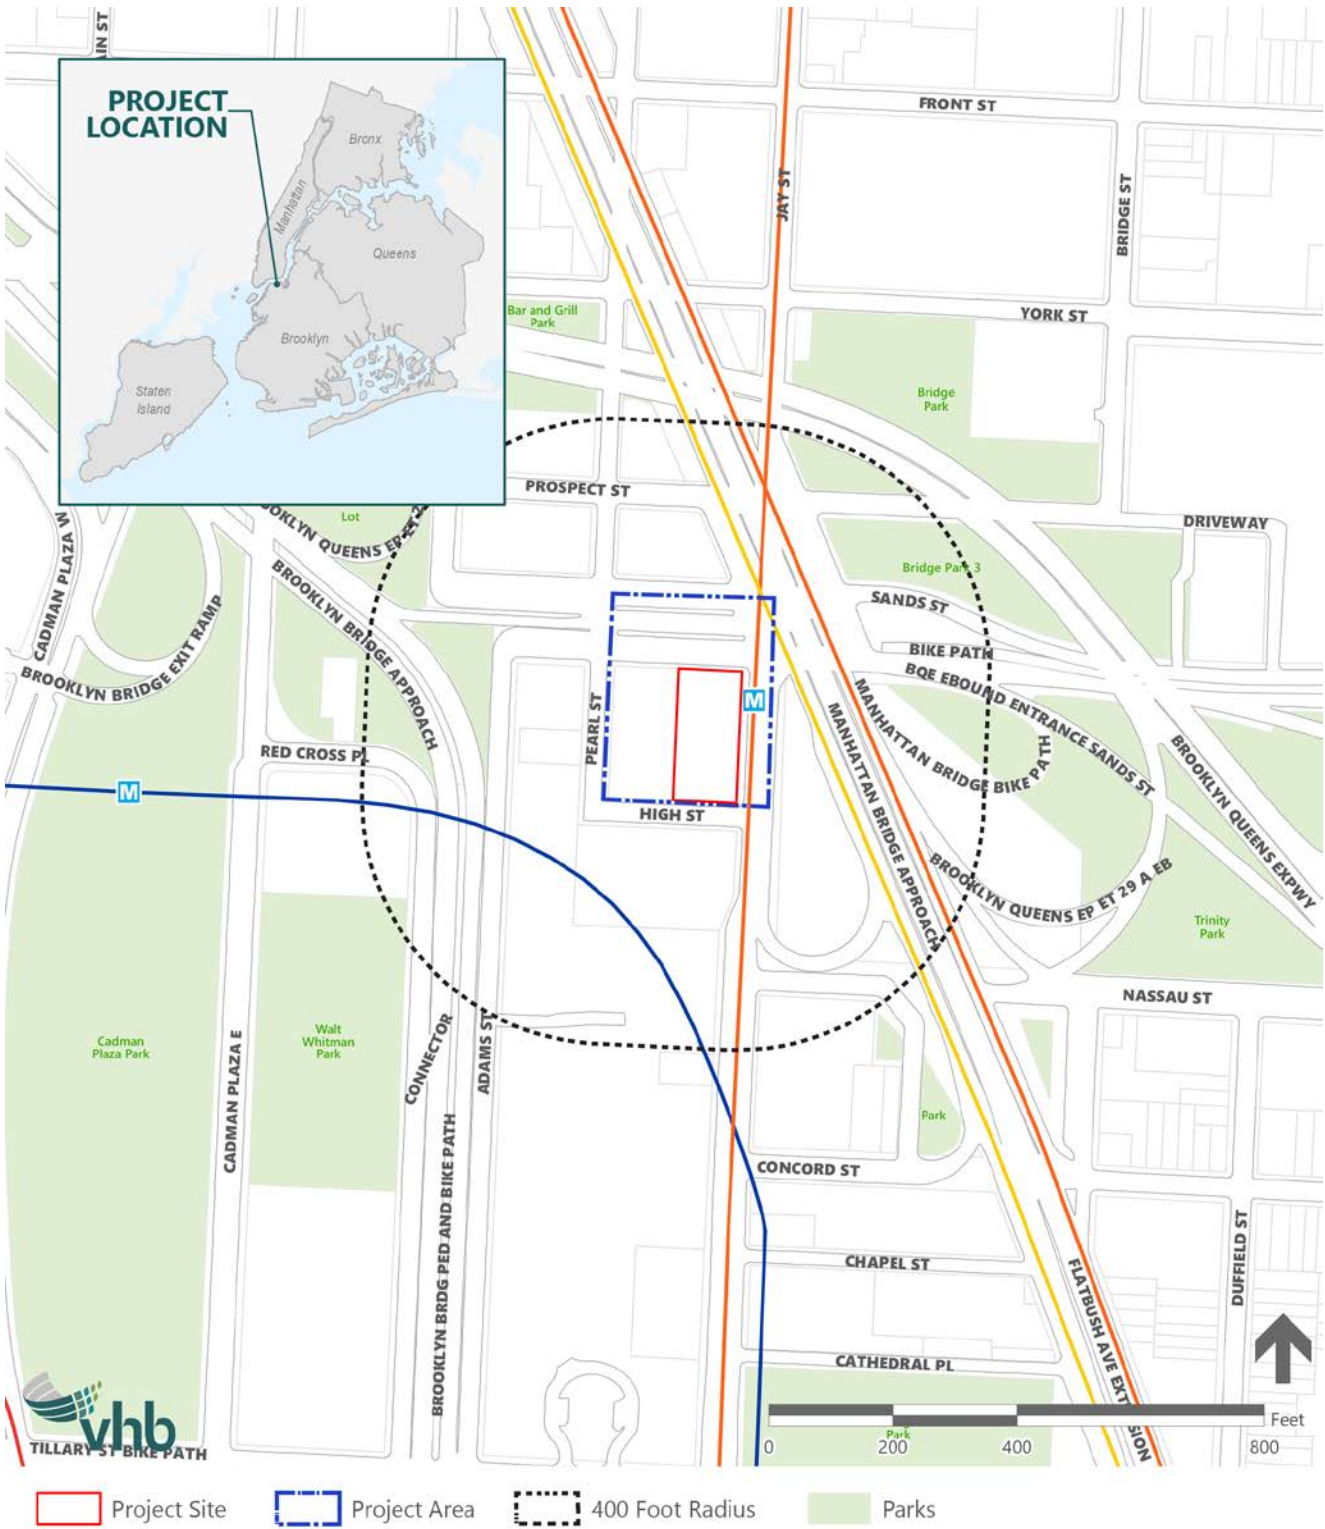 AIN ST
FRONT ST
PROJECT
LOCATION
Bronx
Manhattan
Queens
Brooklyn
Staten
Island
JAY ST
BRIDGE ST
Bar and Grill
Park
YORK ST
Bridge
Park
PROSPECT ST
Lot
DRIVEWAY
CADMAN PLAZA W
BROOKLYN BRIDGE APPROACH
Bridge Park 3
SANDS ST
BIKE PATH
BQE EBOUND ENTRANCE SANDS ST
BROOKLYN BRIDGE EXIT RAMP
PEARL ST
M
MANHATTAN BRIDGE APPROACH
MANHATTAN BRIDGE BIKE PATH
BROOKLYN QUEENS EXPWY
RED CROSS PL
M
HIGH ST
BROOKLYN QUEENS EP ET 29 A EB
Trinity
Park
NASSAU ST
Cadman
Plaza Park
Walt
Whitman
Park
CADMAN PLAZA E
CONNECTOR
ADAMS ST
BROOKLYN BRDG PED AND BIKE PATH
Park
CONCORD ST
CHAPEL ST
DUFFIELD ST
FLATBUSH AVE EXTENSION
CATHEDRAL PL
Park
Feet
0 200 400 800
vhb
TILLARY ST BIKE PATH
Project Site
Project Area
400 Foot Radius
Parks